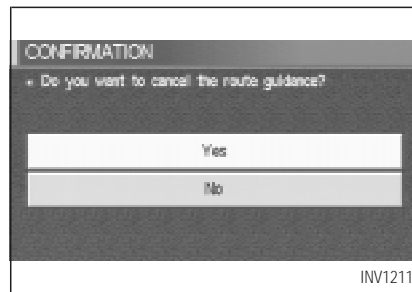 CONFIRMATION
• Do you want to cancel the route guidance?
Yes
No
INV1211